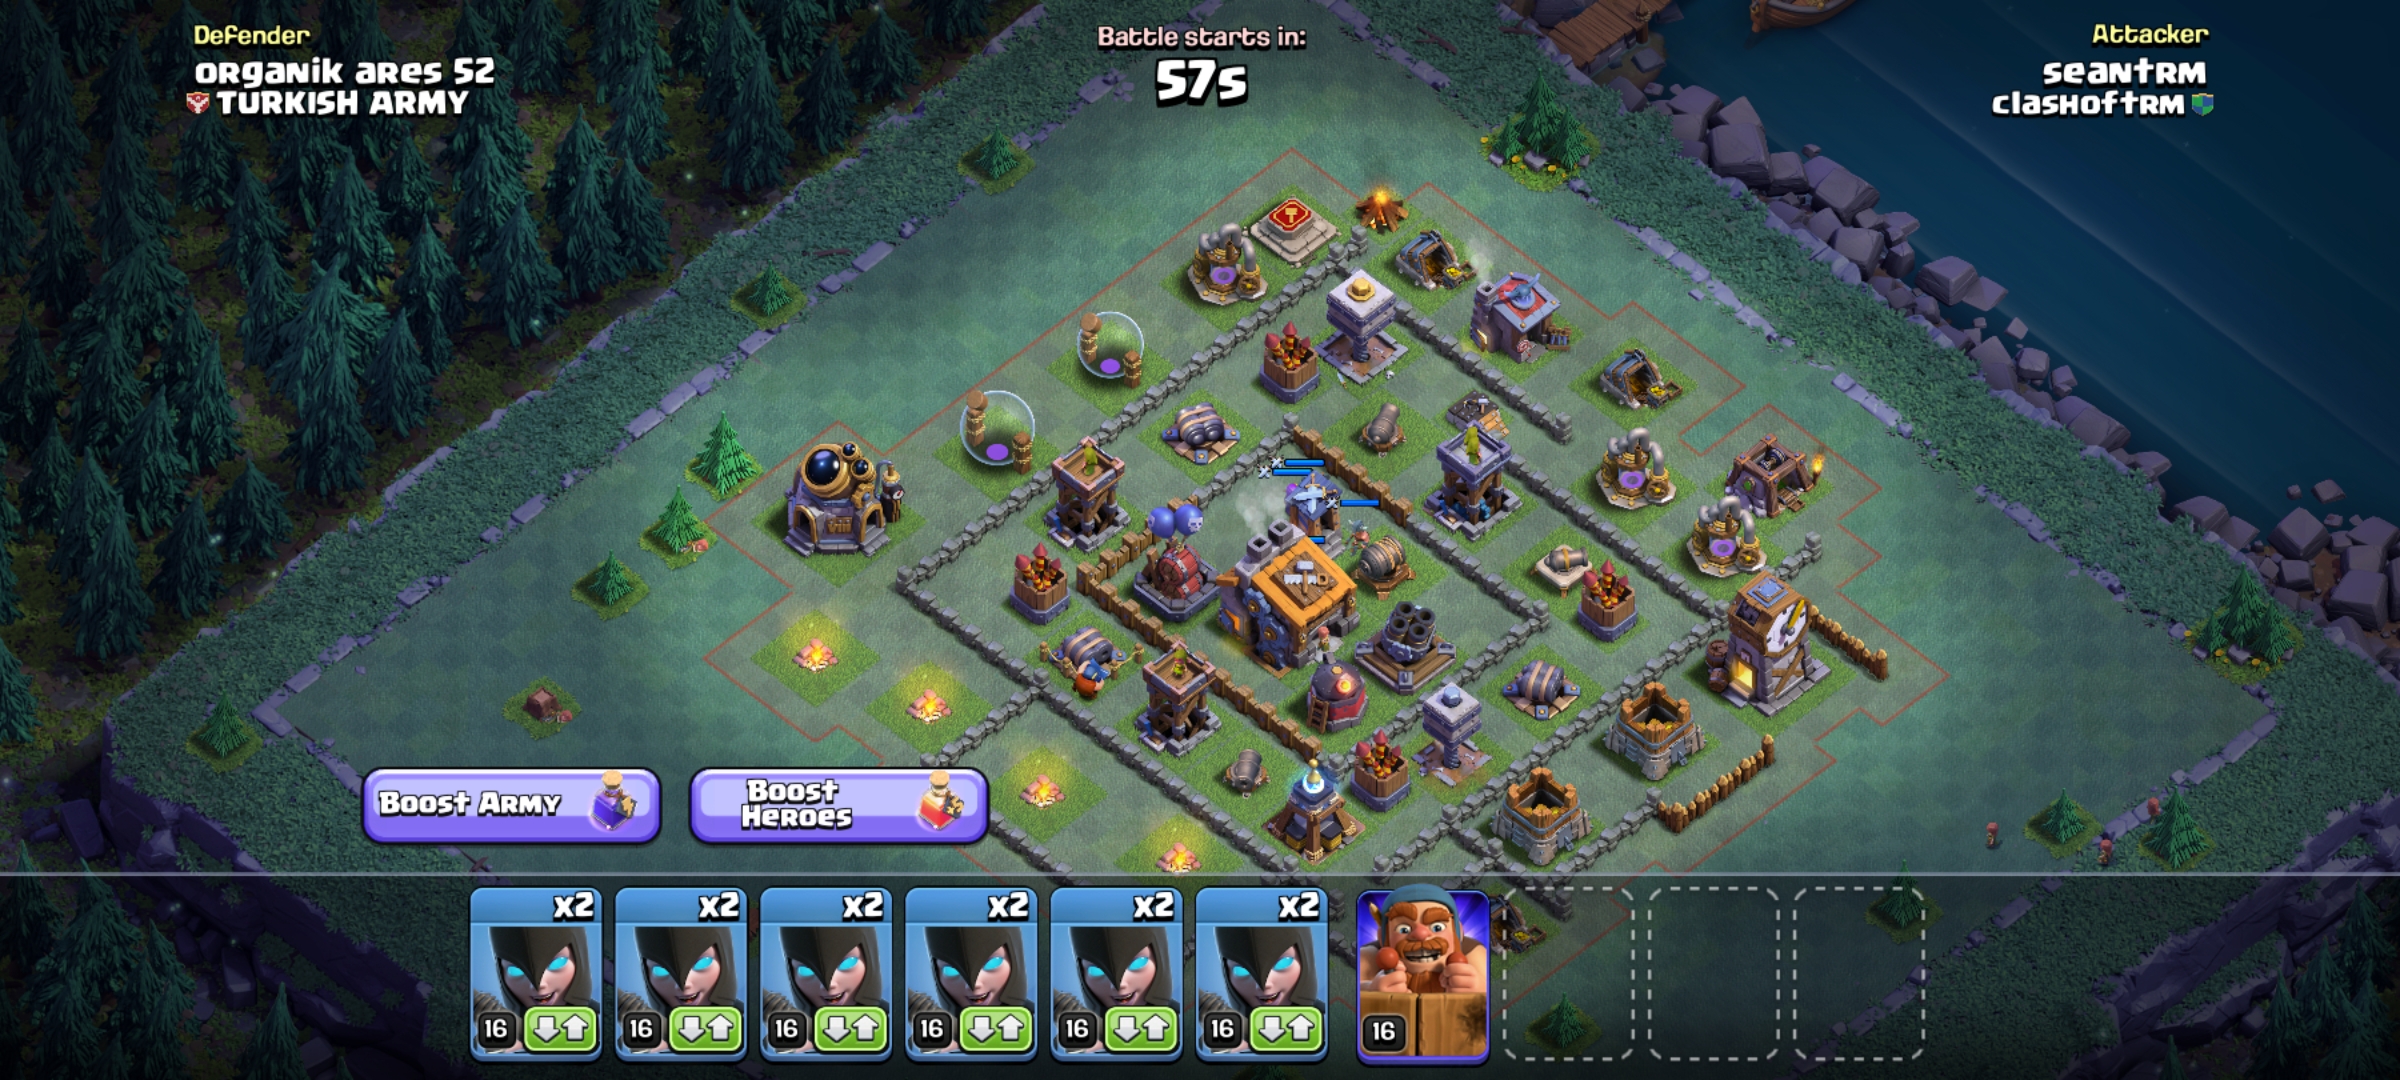 Defender
organik ares 52
TURKISH ARMY
Battle starts in:
57s
Attacker
seantRM
clashoftRM
Boost Army
Boost Heroes
x2
x2
x2
x2
x2
x2
16
16
16
16
16
16
16